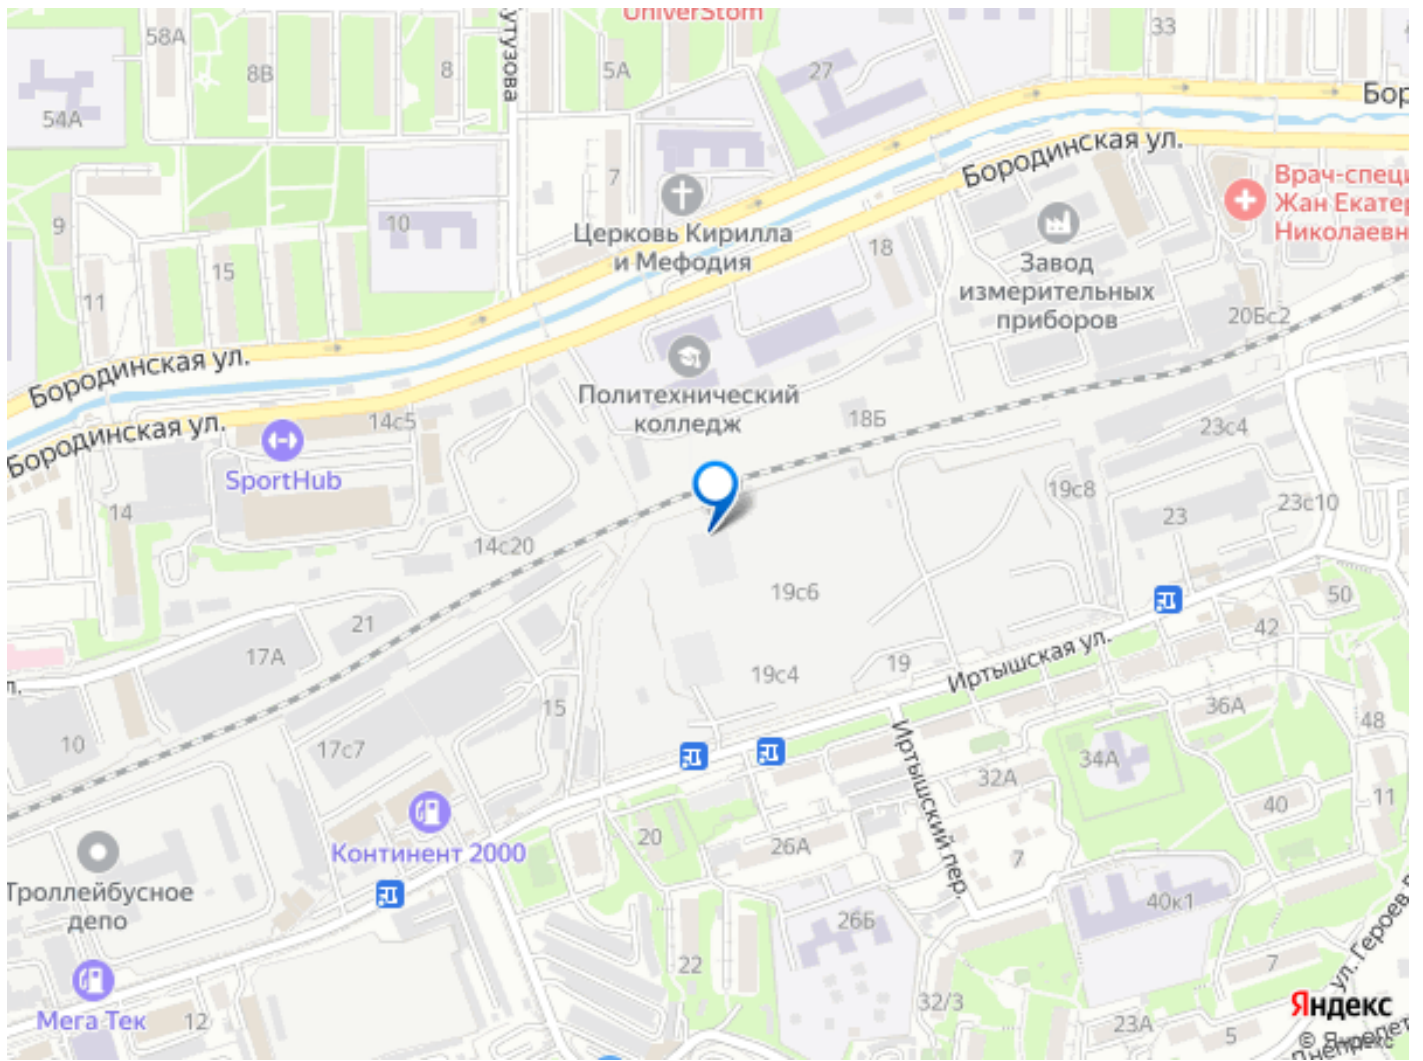 UniverStom
58А
8В
8
5А
27
33
Кутузова
54А
Бор
Бородинская ул.
7
Врач-специ
Жан Екатер
Николаевн
9
10
Церковь Кирилла
и Мефодия
18
Завод
измерительных
приборов
15
11
20Бс2
Бородинская ул.
Политехнический
колледж
14с5
18Б
23с4
Бородинская ул.
SportHub
19с8
14
23с10
23
14с20
19с6
50
21
17А
42
19
Иртышская ул.
19с4
л.
36А
15
48
10
17с7
34А
32А
Иртышский пер.
11
40
20
26А
Континент 2000
7
Троллейбусное
депо
40к1
26Б
22
7
ул. Героев
32/3
Яндекс
Мега Тек
12
23А
5
© Яндекс